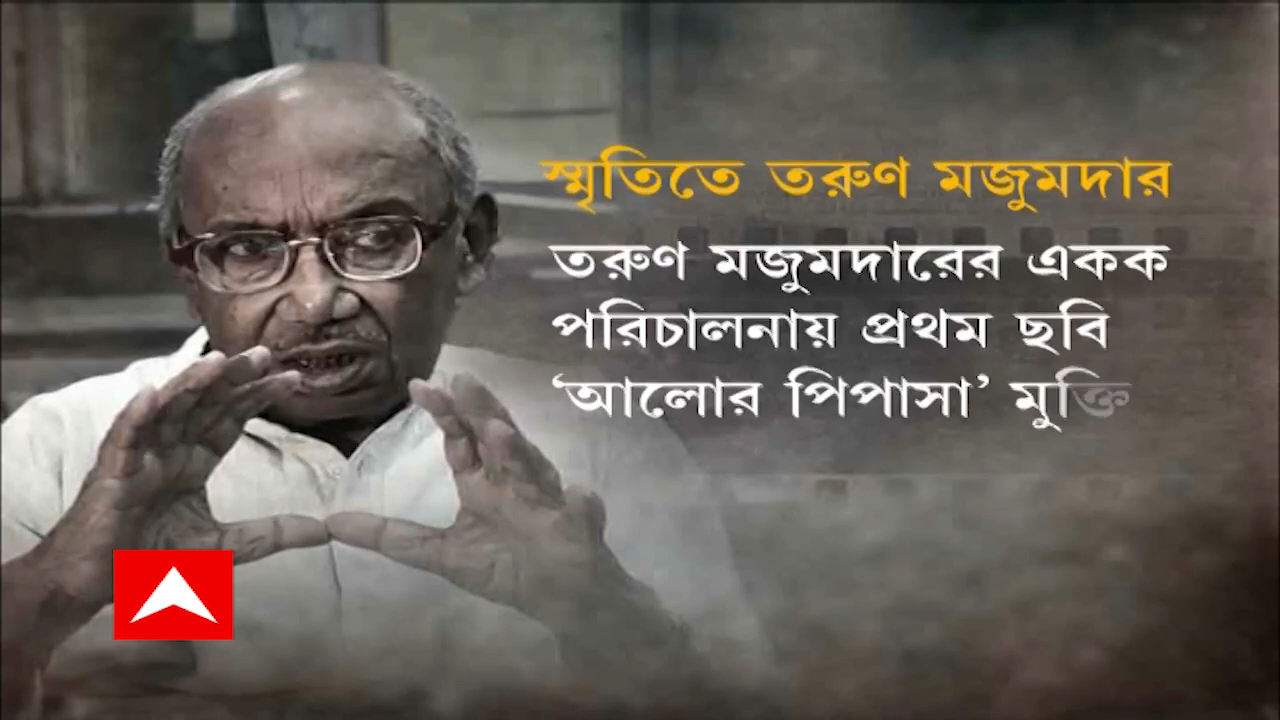 স্মৃতিতে তরুণ মজুমদার
তরুণ মজুমদারের একক
পরিচালনায় প্রথম ছবি
‘আলোর পিপাসা’ মুক্তি